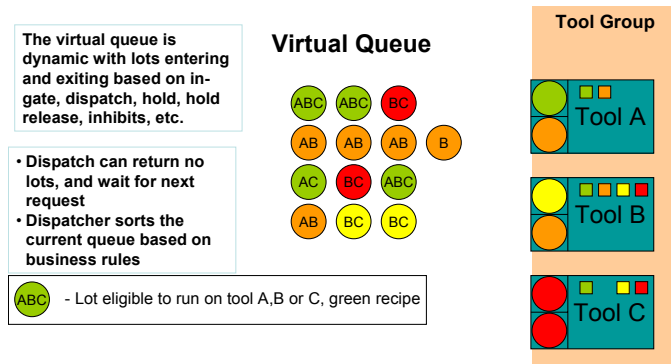 The virtual queue is
dynamic with lots entering
and exiting based on in-
gate, dispatch, hold, hold
release, inhibits, etc.
• Dispatch can return no
lots, and wait for next
request
• Dispatcher sorts the
current queue based on
business rules
Virtual Queue
ABC ABC BC
AB AB AB B
AC BC ABC
AB BC BC
ABC - Lot eligible to run on tool A,B or C, green recipe
Tool Group
Tool A
Tool B
Tool C